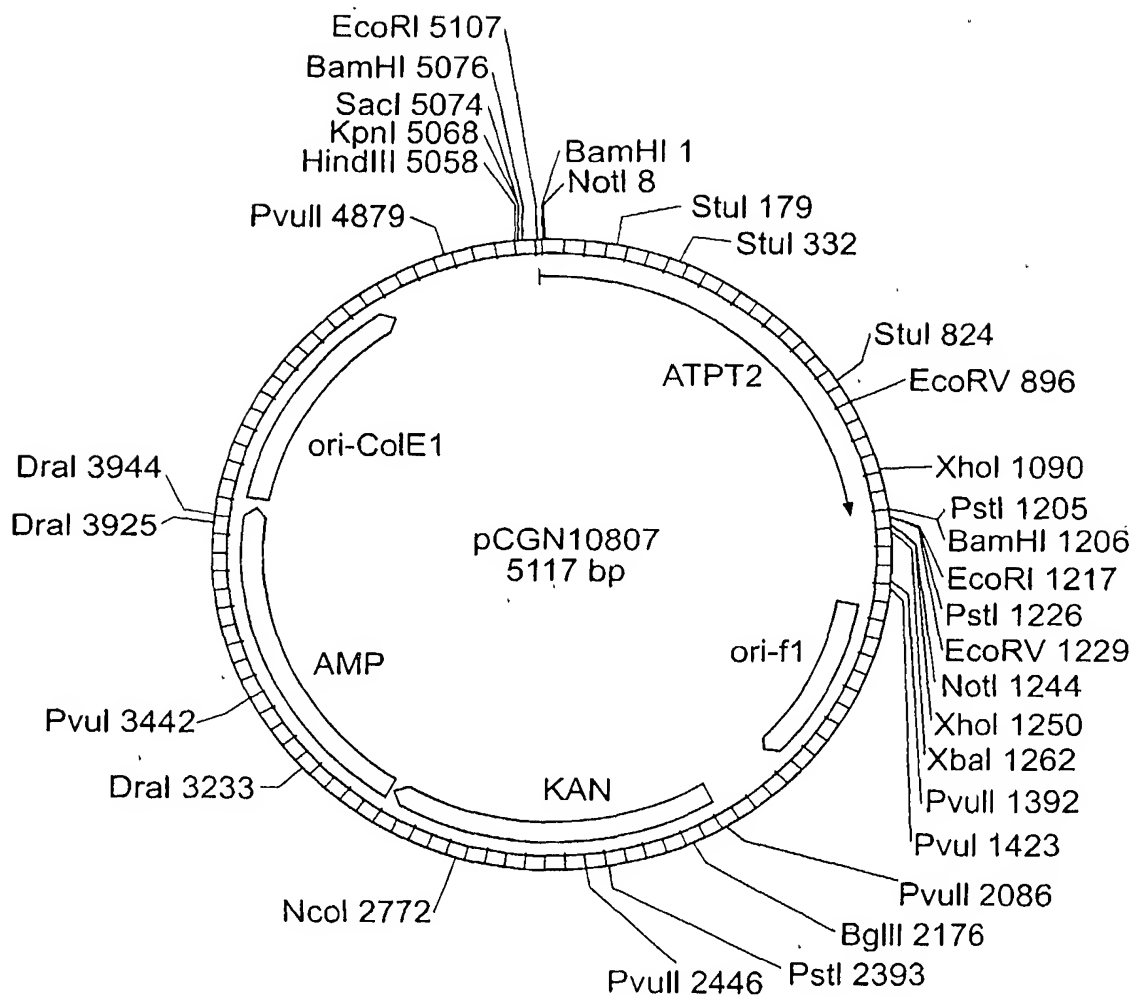 EcoRI 5107
BamHI 5076
SacI 5074
KpnI 5068
HindIII 5058
PvuII 4879
BamHI 1
NotI 8
StuI 179
StuI 332
StuI 824
EcoRV 896
XhoI 1090
PstI 1205
BamHI 1206
EcoRI 1217
PstI 1226
EcoRV 1229
NotI 1244
XhoI 1250
XbaI 1262
PvuII 1392
PvuI 1423
PvuII 2086
BglII 2176
PstI 2393
PvuII 2446
NcoI 2772
DraI 3233
PvuI 3442
DraI 3925
DraI 3944
ATPT2
ori-ColE1
pCGN10807
5117 bp
ori-f1
AMP
KAN